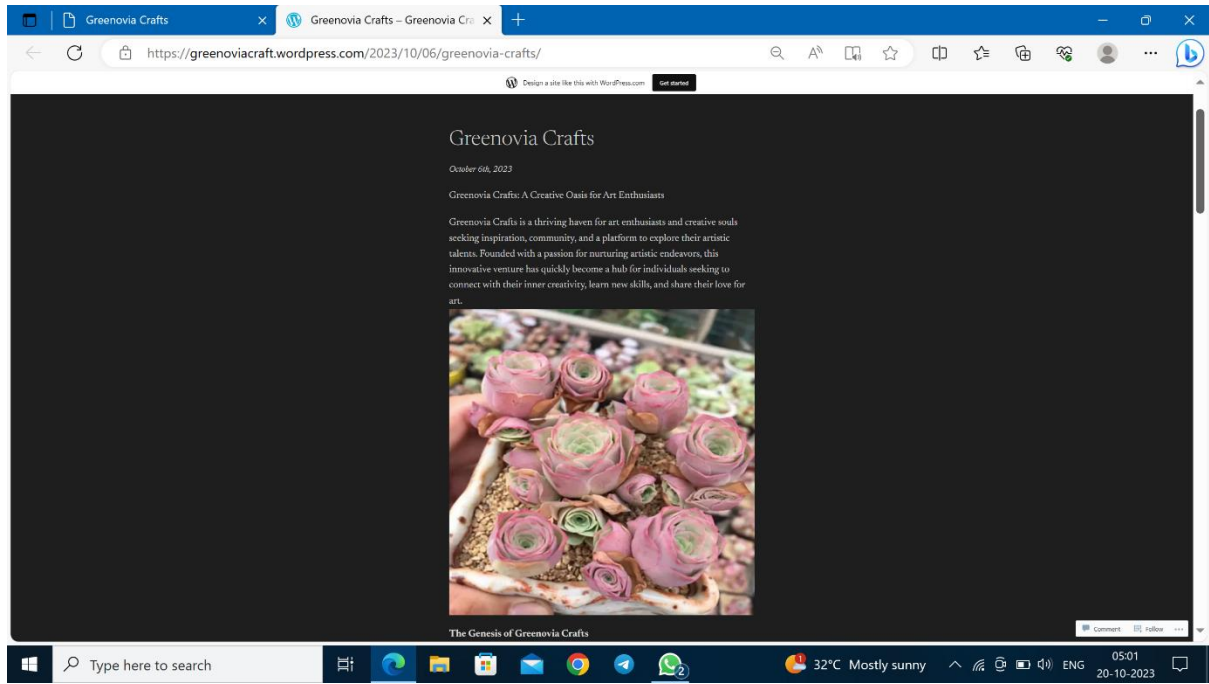 Greenovia Crafts
Greenovia Crafts – Greenovia Cra
https://greenoviacraft.wordpress.com/2023/10/06/greenovia-crafts/
Design a site like this with WordPress.com Get started
Greenovia Crafts
October 6th, 2023
Greenovia Crafts: A Creative Oasis for Art Enthusiasts
Greenovia Crafts is a thriving haven for art enthusiasts and creative souls
seeking inspiration, community, and a platform to explore their artistic
talents. Founded with a passion for nurturing artistic endeavors, this
innovative venture has quickly become a hub for individuals seeking to
connect with their inner creativity, learn new skills, and share their love for
art.
The Genesis of Greenovia Crafts
Comment Follow
Type here to search
2
1
32°C Mostly sunny
ENG
05:01
20-10-2023